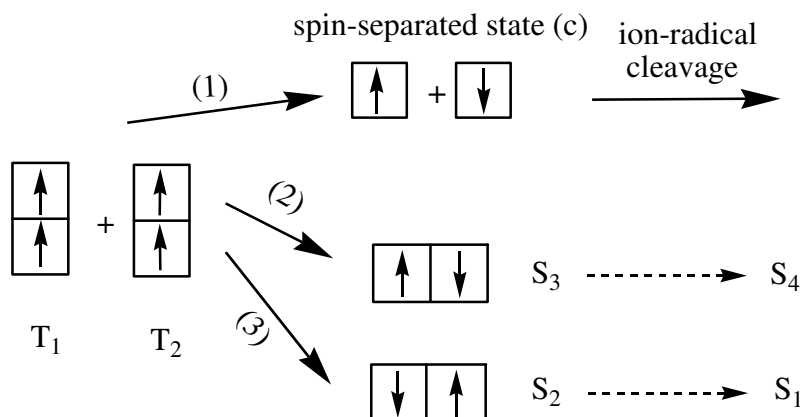 spin-separated state (c)
ion-radical
cleavage
(1)
+
+
(2)
(3)
S3
S4
T1
T2
S2
S1